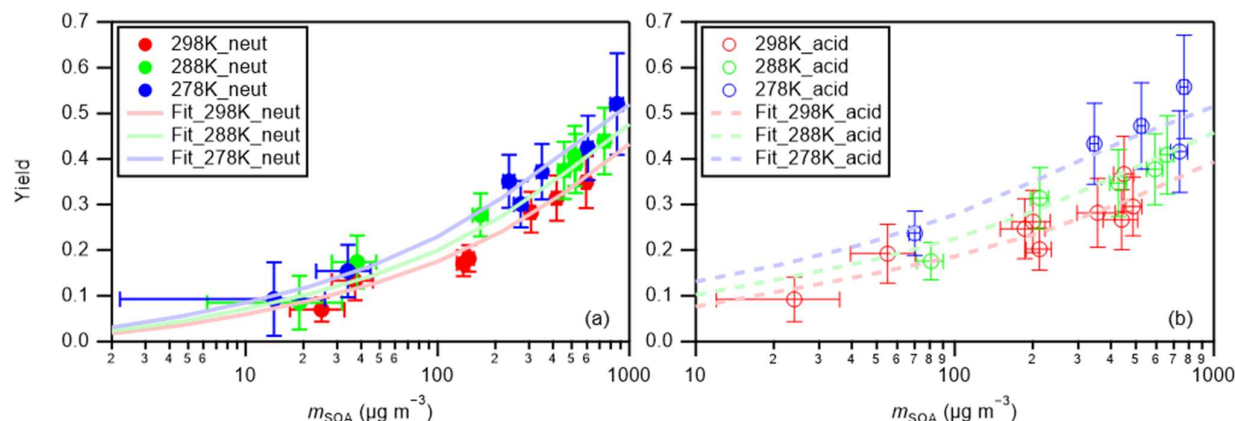 0.7
0.6
0.5
0.4
0.3
0.2
0.1
0.0
Yield
298K_neut
288K_neut
278K_neut
Fit_298K_neut
Fit_288K_neut
Fit_278K_neut
(a)
2 3 4 5 6 2 3 4 5 6 2 3 4 5 6
10 100 1000
mSOA (µg m⁻³)
0.7
0.6
0.5
0.4
0.3
0.2
0.1
0.0
298K_acid
288K_acid
278K_acid
Fit_298K_acid
Fit_288K_acid
Fit_278K_acid
(b)
2 3 4 5 6 7 8 9 2 3 4 5 6 7 8 9
10 100 1000
mSOA (µg m⁻³)